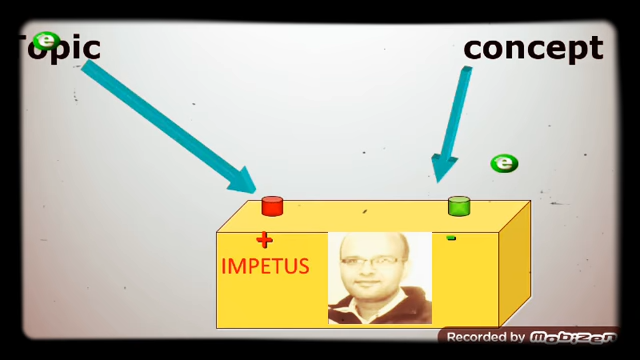 Topic
concept
e
e
+
-
IMPETUS
Recorded by mobizen